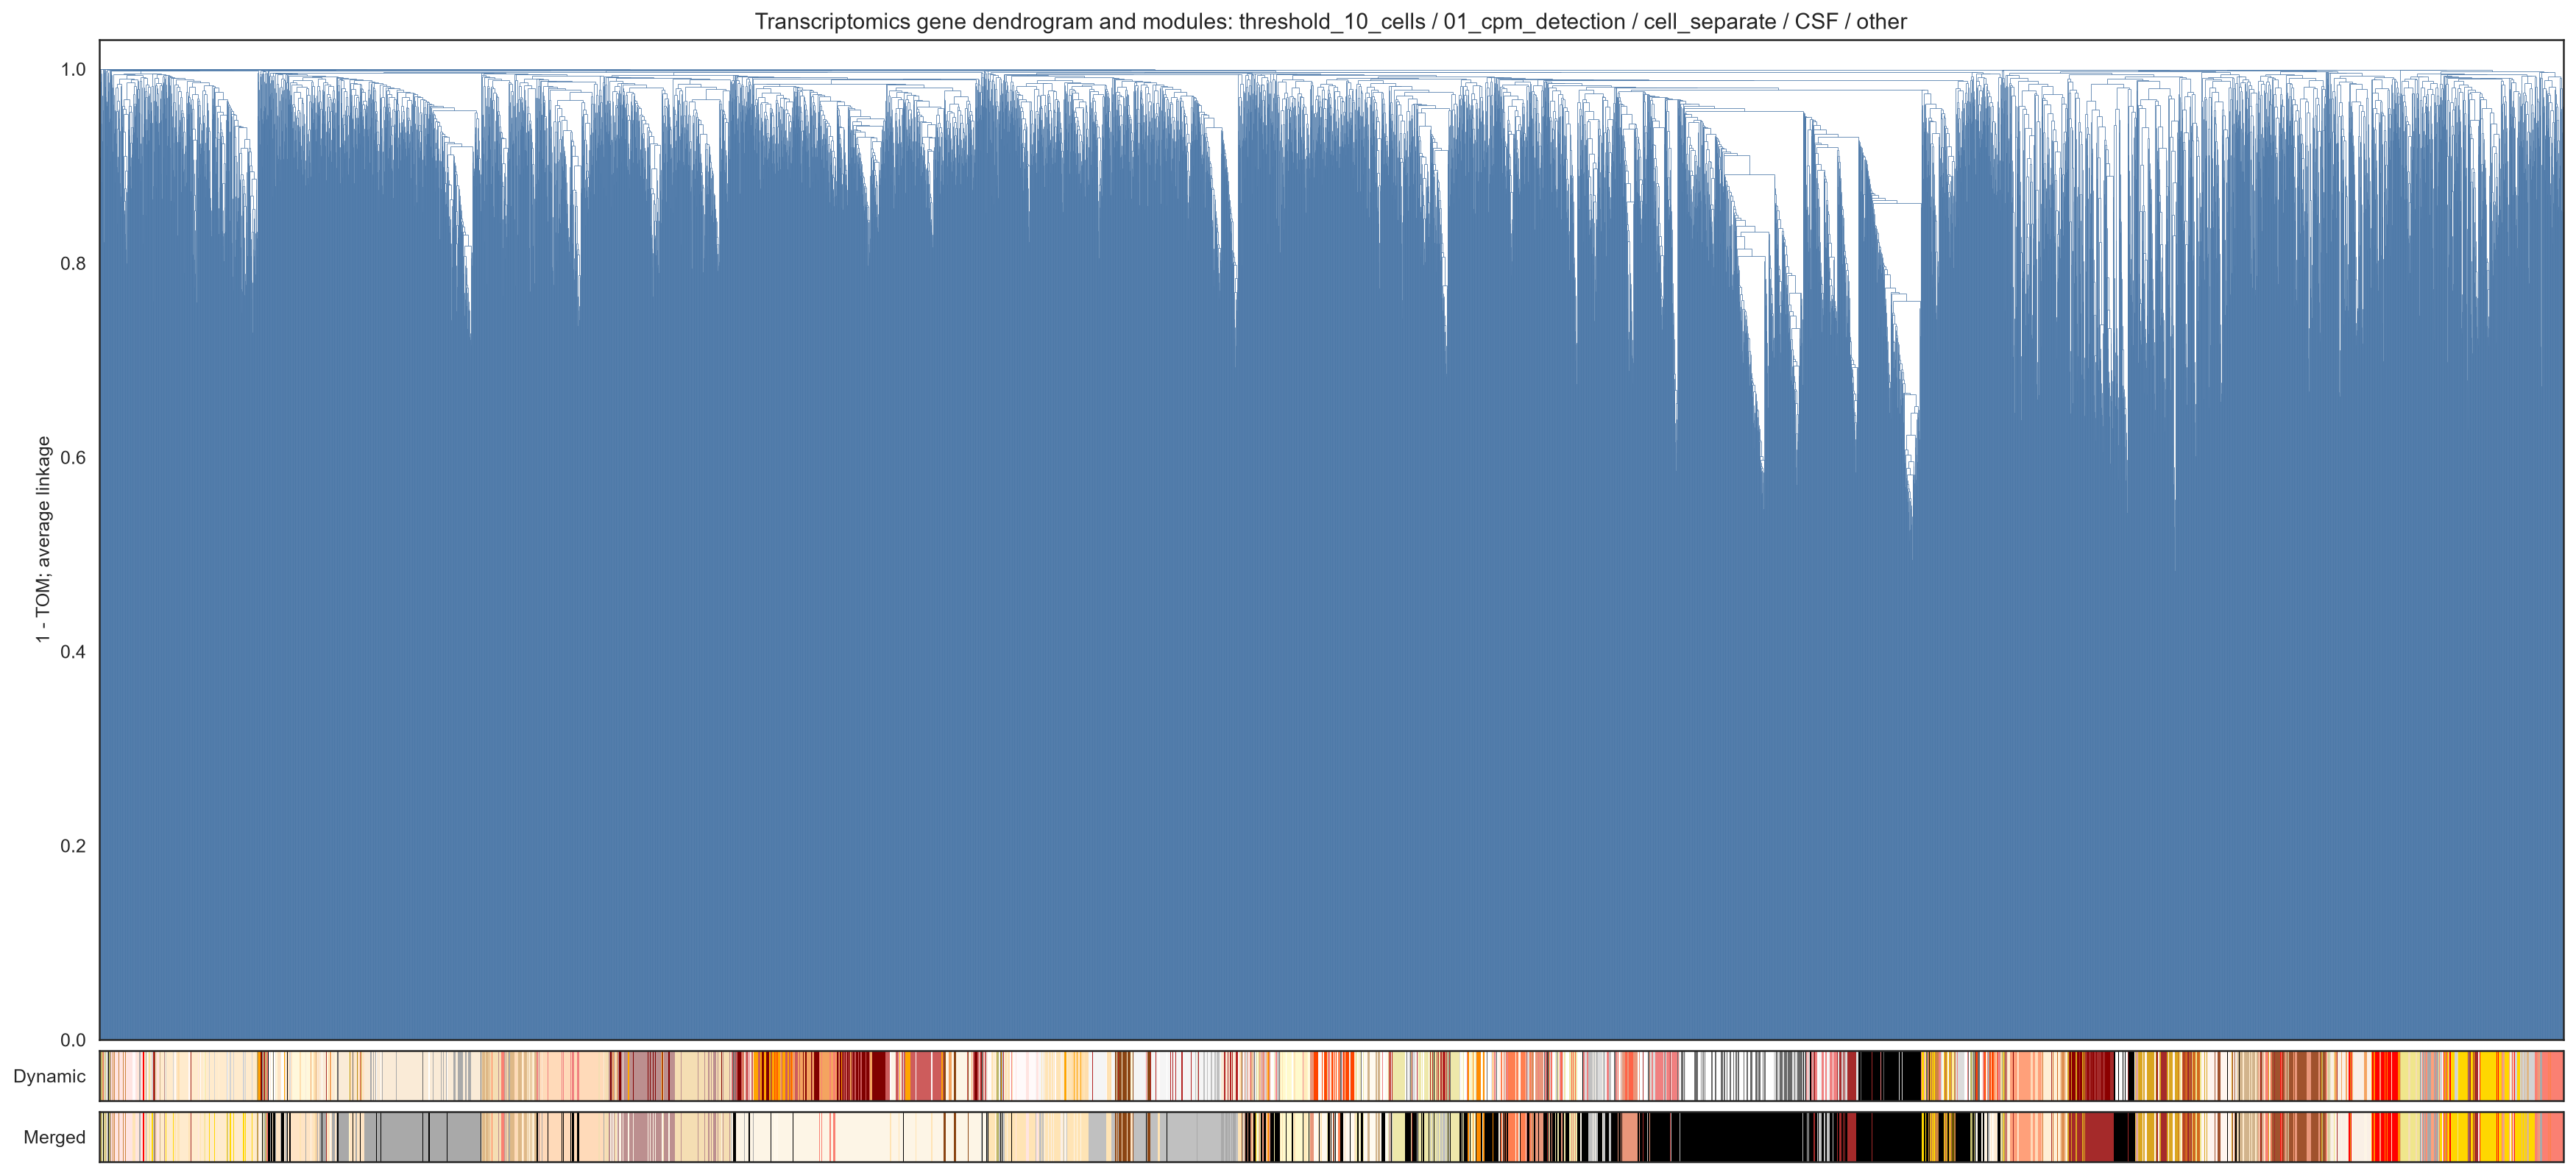 Transcriptomics gene dendrogram and modules: threshold_10_cells / 01_cpm_detection / cell_separate / CSF / other
1.0
0.8
0.6
0.4
0.2
0.0
1 - TOM; average linkage
Dynamic
Merged